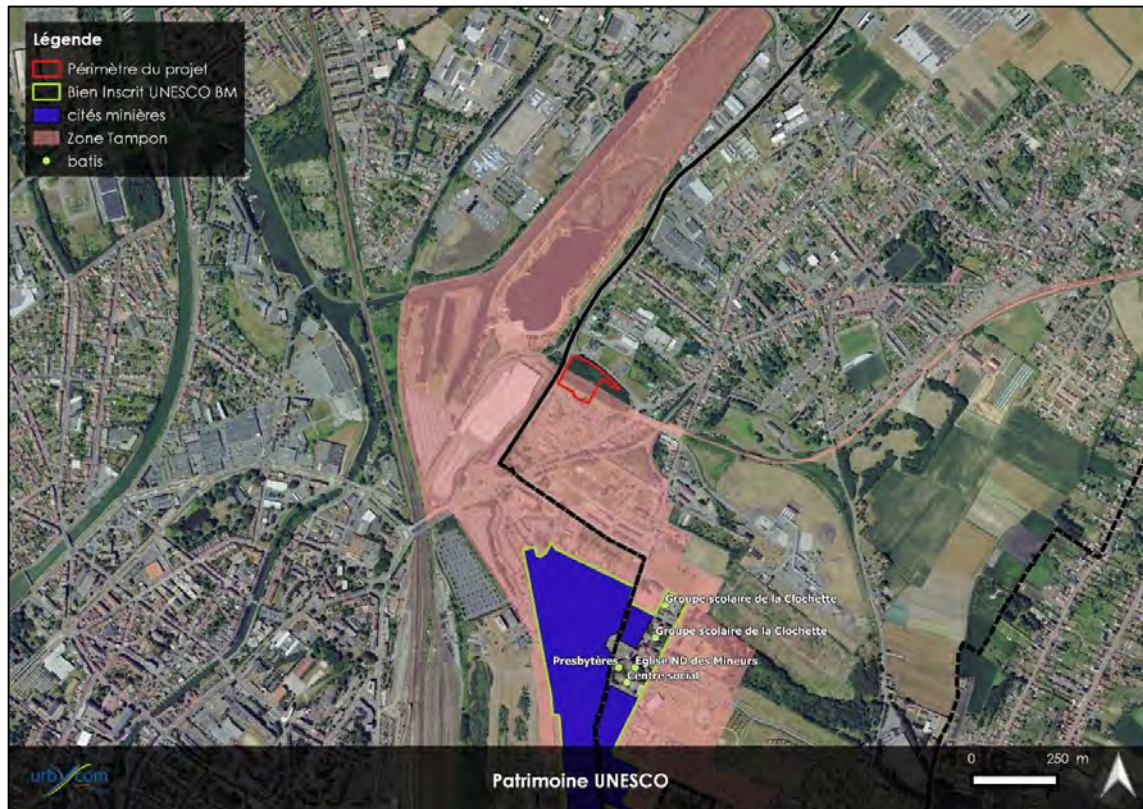 Légende
Périmètre du projet
Bien Inscrit UNESCO BM
cités minières
Zone Tampon
batis
Groupe scolaire de la Clochette
Groupe scolaire de la Clochette
Presbytères
Eglise ND des Mineurs
Centre social
urbycom
Patrimoine UNESCO
0 250 m